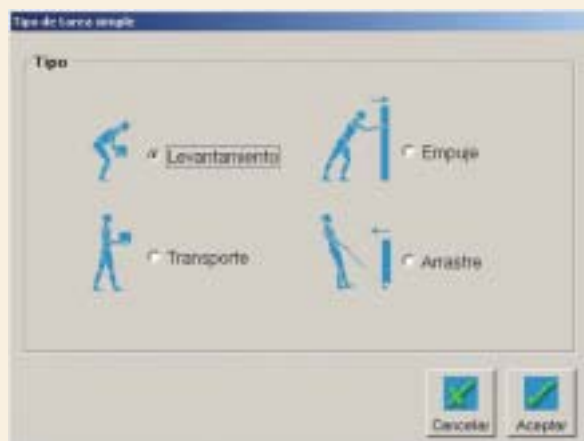 Tipo de tarea simple
Tipo
Levantamiento
Empuje
Transporte
Arrastre
Cancelar
Aceptar